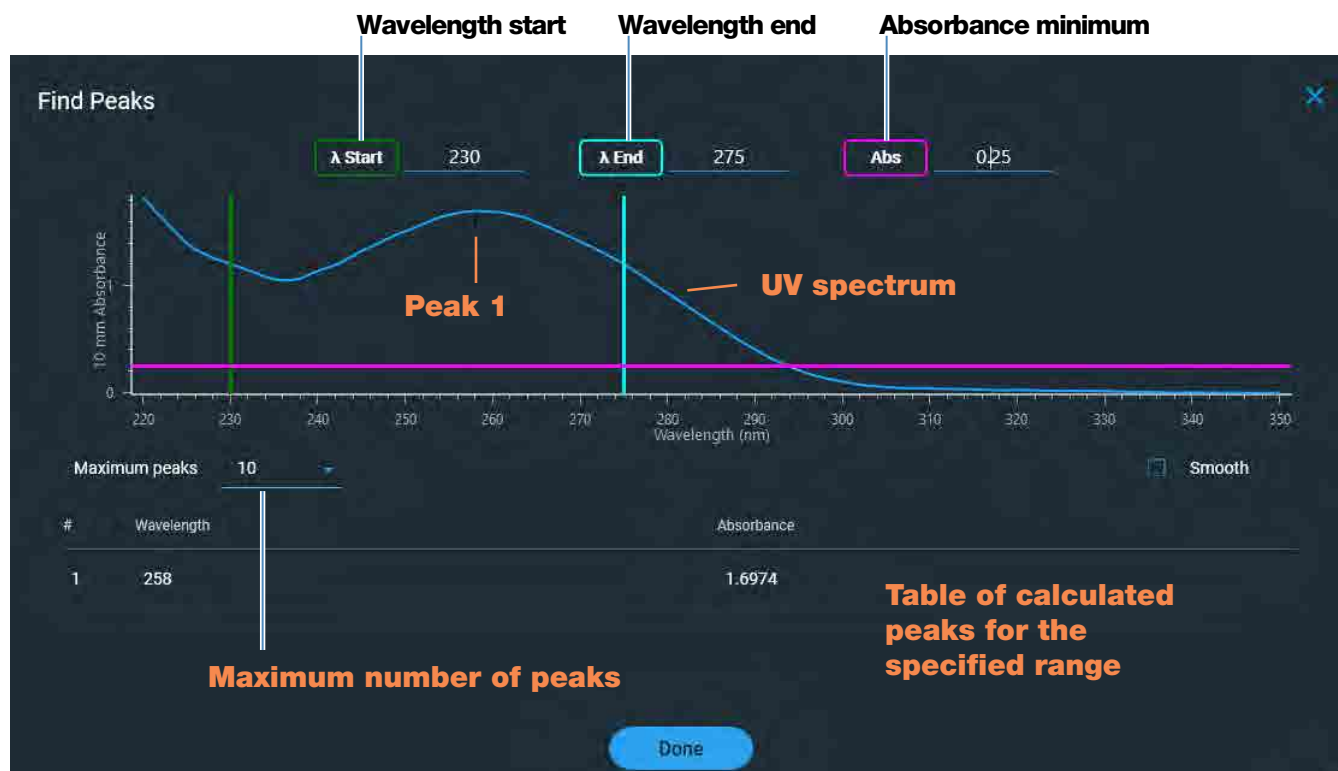 Wavelength start Wavelength end Absorbance minimum
Find Peaks
λ Start 230 λ End 275 Abs 0.25
10 mm Absorbance
1
0
Peak 1
UV spectrum
220 230 240 250 260 270 280 290 300 310 320 330 340 350
Wavelength (nm)
Maximum peaks 10 Smooth
# Wavelength Absorbance
1 258 1.6974
Table of calculated
peaks for the
specified range
Maximum number of peaks
Done